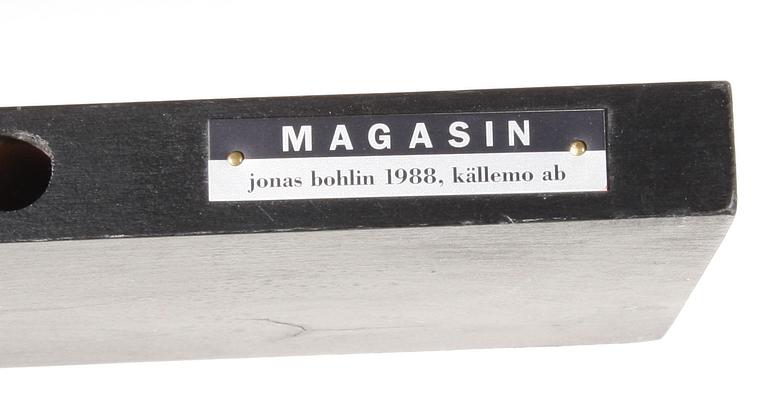 MAGASIN
jonas bohlin 1988, källemo ab